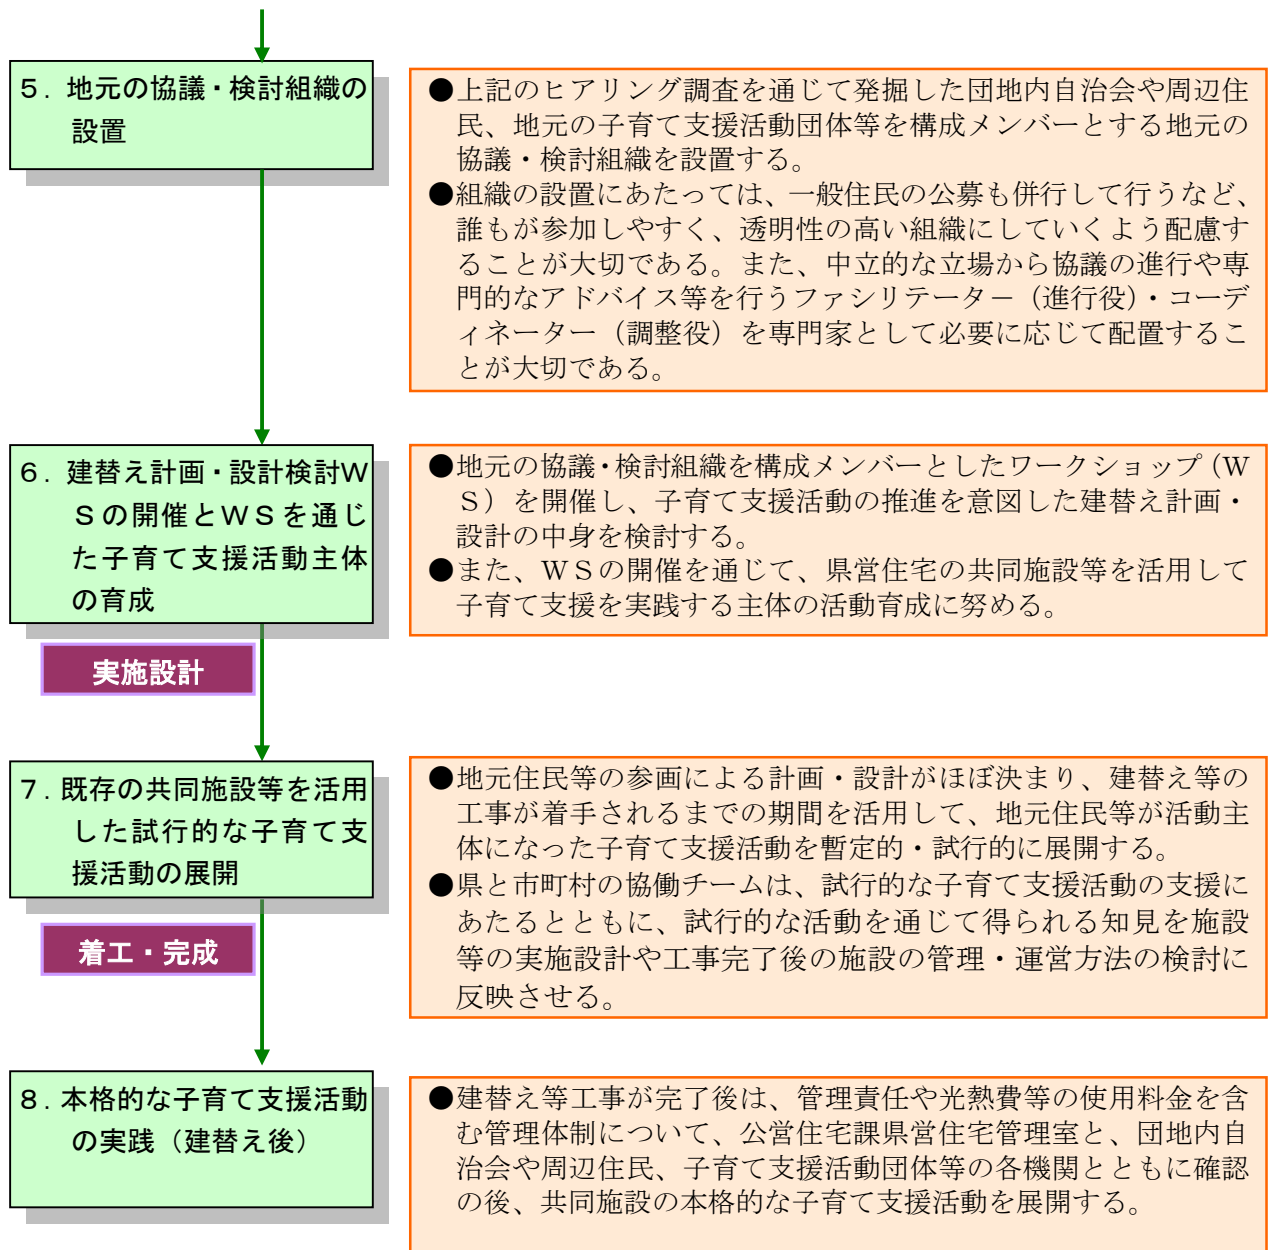 ５．地元の協議・検討組織の
設置
●上記のヒアリング調査を通じて発掘した団地内自治会や周辺住
民、地元の子育て支援活動団体等を構成メンバーとする地元の
協議・検討組織を設置する。
●組織の設置にあたっては、一般住民の公募も併行して行うなど、
誰もが参加しやすく、透明性の高い組織にしていくよう配慮す
ることが大切である。また、中立的な立場から協議の進行や専
門的なアドバイス等を行うファシリテータ－（進行役）・コーデ
ィネーター（調整役）を専門家として必要に応じて配置するこ
とが大切である。
６．建替え計画・設計検討Ｗ
Ｓの開催とＷＳを通じ
た子育て支援活動主体
の育成
●地元の協議・検討組織を構成メンバーとしたワークショップ（Ｗ
Ｓ）を開催し、子育て支援活動の推進を意図した建替え計画・
設計の中身を検討する。
●また、ＷＳの開催を通じて、県営住宅の共同施設等を活用して
子育て支援を実践する主体の活動育成に努める。
実施設計
７．既存の共同施設等を活用
した試行的な子育て支
援活動の展開
●地元住民等の参画による計画・設計がほぼ決まり、建替え等の
工事が着手されるまでの期間を活用して、地元住民等が活動主
体になった子育て支援活動を暫定的・試行的に展開する。
●県と市町村の協働チームは、試行的な子育て支援活動の支援に
あたるとともに、試行的な活動を通じて得られる知見を施設
等の実施設計や工事完了後の施設の管理・運営方法の検討に
反映させる。
着工・完成
８．本格的な子育て支援活動
の実践（建替え後）
●建替え等工事が完了後は、管理責任や光熱費等の使用料金を含
む管理体制について、公営住宅課県営住宅管理室と、団地内自
治会や周辺住民、子育て支援活動団体等の各機関とともに確認
の後、共同施設の本格的な子育て支援活動を展開する。